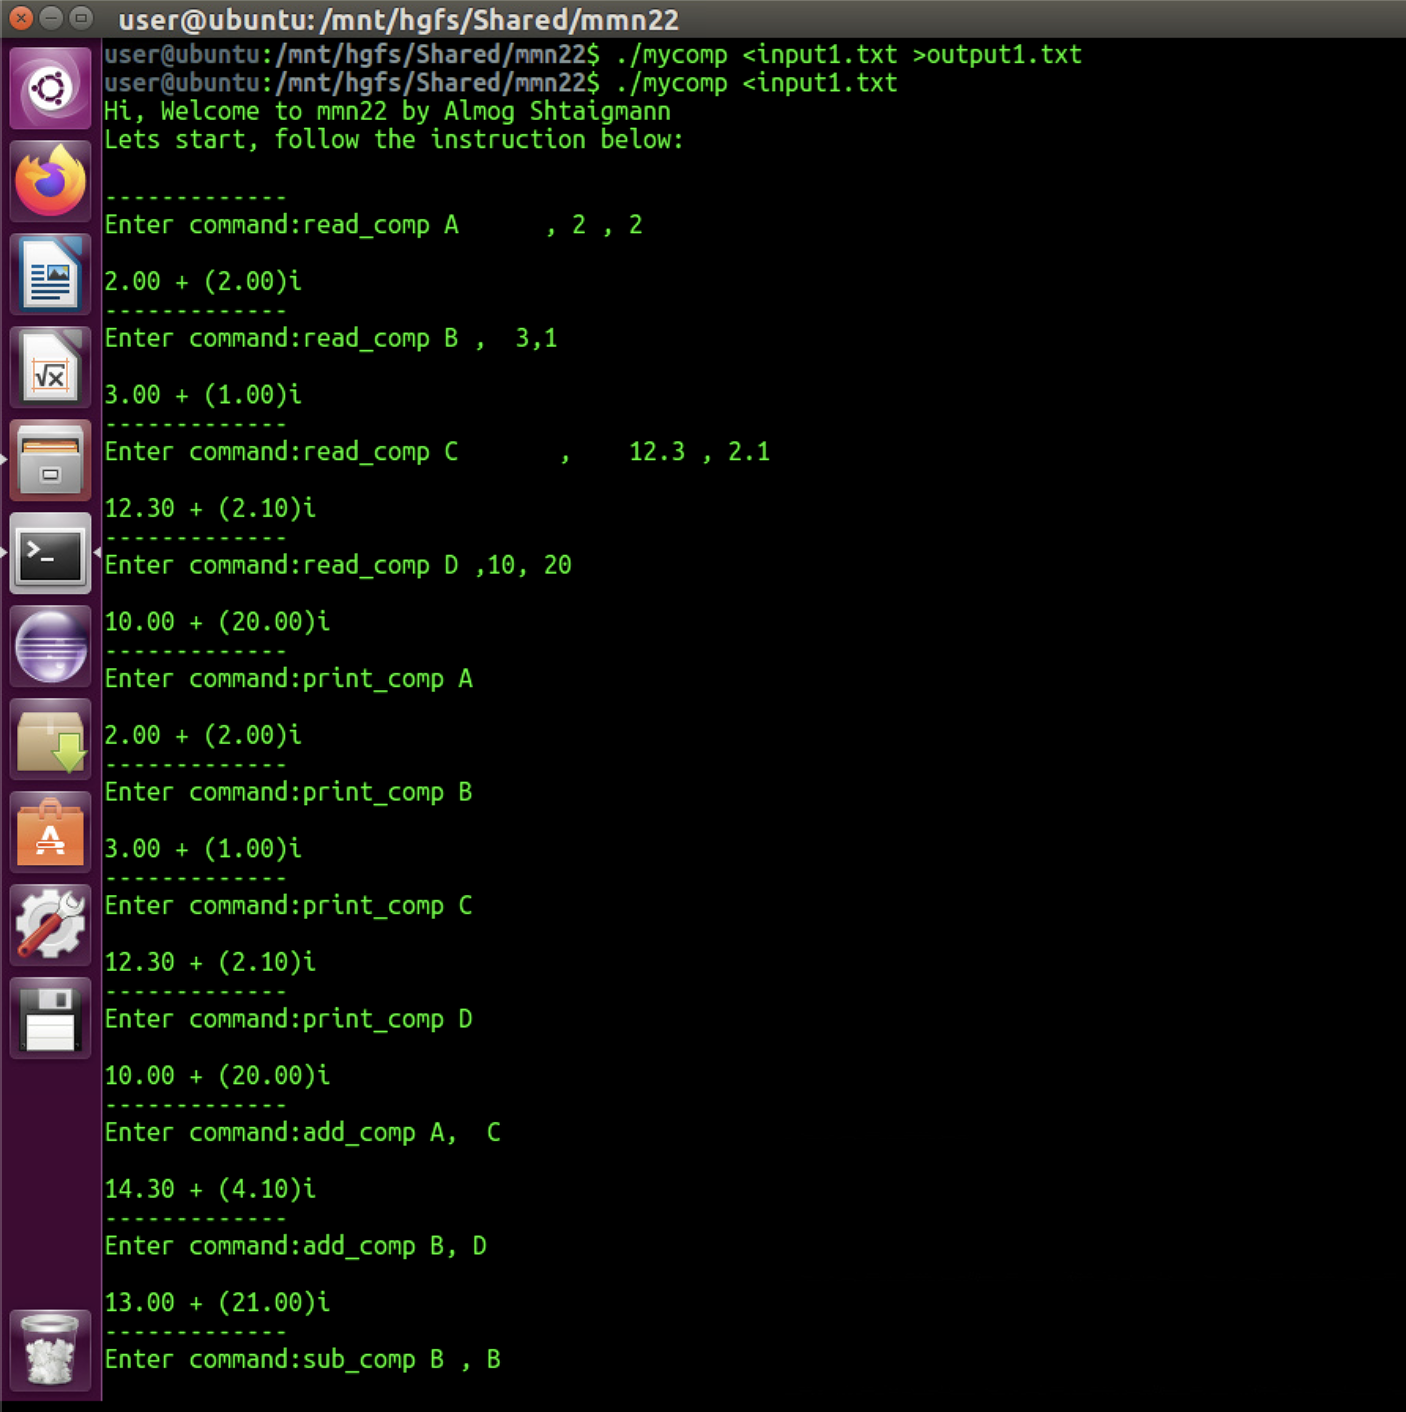 user@ubuntu: /mnt/hgfs/Shared/mmn22
user@ubuntu:/mnt/hgfs/Shared/mmn22$ ./mycomp <input1.txt >output1.txt
user@ubuntu:/mnt/hgfs/Shared/mmn22$ ./mycomp <input1.txt
Hi, Welcome to mmn22 by Almog Shtaigmann
Lets start, follow the instruction below:
-------------
Enter command:read_comp A      , 2 , 2
2.00 + (2.00)i
-------------
Enter command:read_comp B ,  3,1
3.00 + (1.00)i
-------------
Enter command:read_comp C       ,    12.3 , 2.1
12.30 + (2.10)i
-------------
Enter command:read_comp D ,10, 20
10.00 + (20.00)i
-------------
Enter command:print_comp A
2.00 + (2.00)i
-------------
Enter command:print_comp B
3.00 + (1.00)i
-------------
Enter command:print_comp C
12.30 + (2.10)i
-------------
Enter command:print_comp D
10.00 + (20.00)i
-------------
Enter command:add_comp A,  C
14.30 + (4.10)i
-------------
Enter command:add_comp B, D
13.00 + (21.00)i
-------------
Enter command:sub_comp B , B